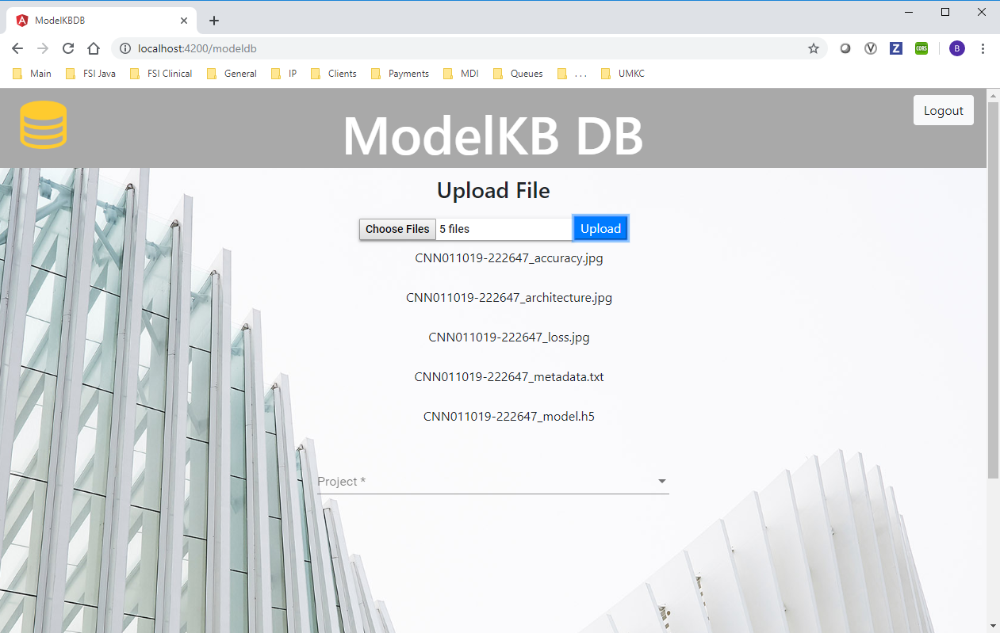 ModelKBDB
localhost:4200/modeldb
V Z CORS B
Main FSI Java FSI Clinical General IP Clients Payments MDI Queues . . . UMKC
ModelKB DB
Logout
Upload File
Choose Files 5 files Upload
CNN011019-222647_accuracy.jpg
CNN011019-222647_architecture.jpg
CNN011019-222647_loss.jpg
CNN011019-222647_metadata.txt
CNN011019-222647_model.h5
Project *